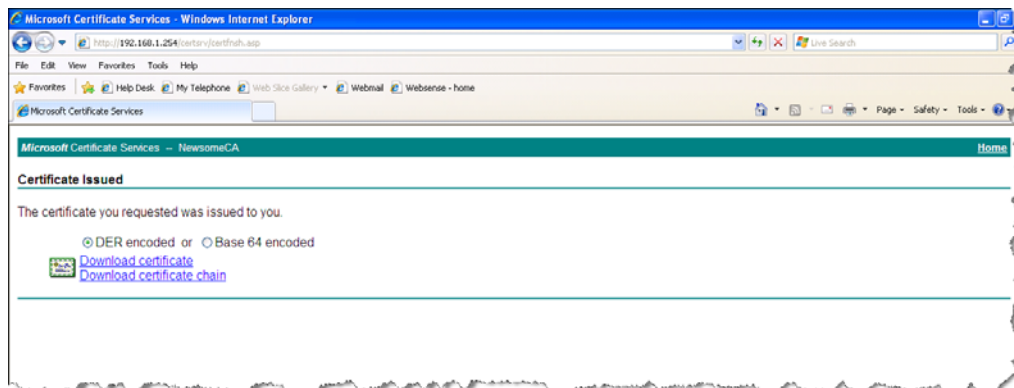 Microsoft Certificate Services - Windows Internet Explorer
http://192.168.1.254/certsrv/certfnsh.asp
Live Search
File Edit View Favorites Tools Help
Favorites Help Desk My Telephone Web Slice Gallery Webmail Websense - home
Microsoft Certificate Services
Page Safety Tools
Microsoft Certificate Services -- NewsomeCA
Home
Certificate Issued
The certificate you requested was issued to you.
DER encoded or Base 64 encoded
Download certificate
Download certificate chain